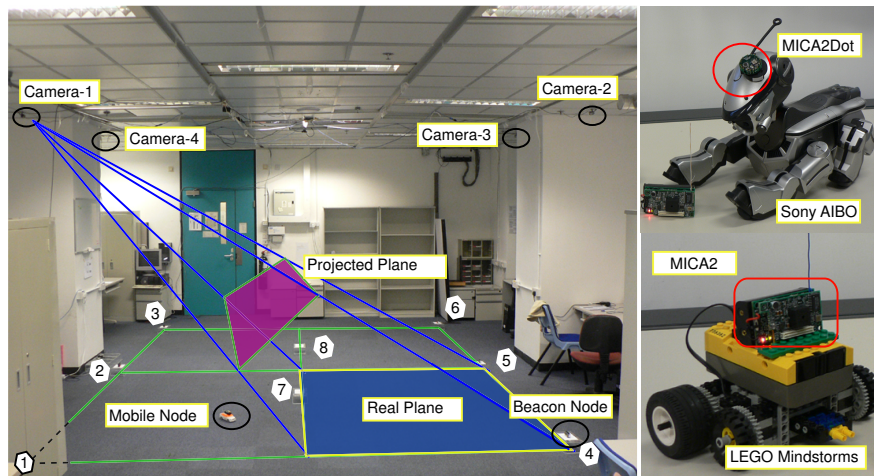 Camera-1
Camera-2
Camera-3
Camera-4
Projected Plane
3
6
8
2
5
7
Mobile Node
Real Plane
Beacon Node
1
4
MICA2Dot
Sony AIBO
MICA2
LEGO Mindstorms